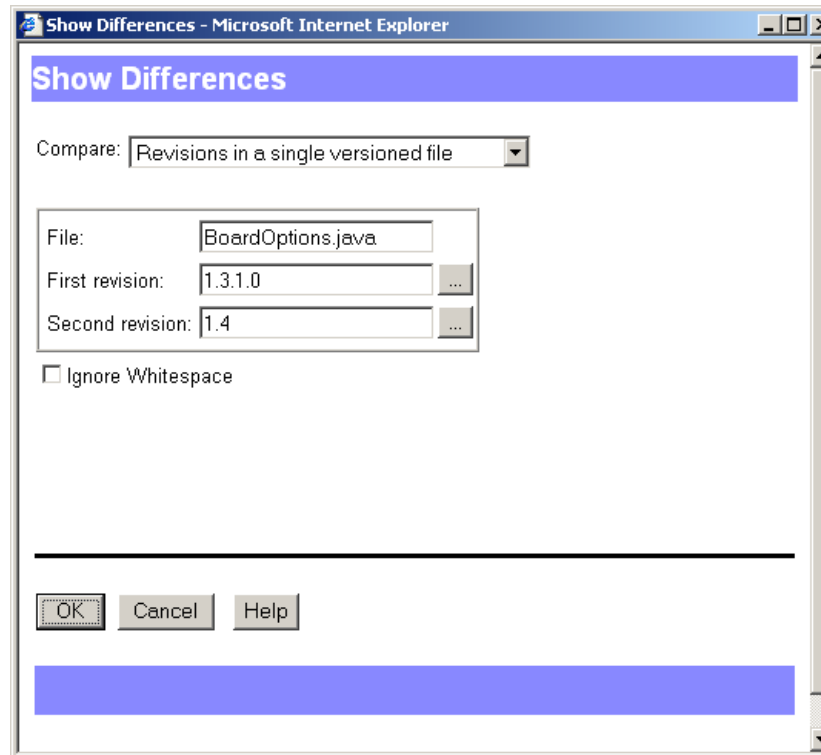 Show Differences - Microsoft Internet Explorer
Show Differences
Compare: Revisions in a single versioned file
File: BoardOptions.java
First revision: 1.3.1.0 ...
Second revision: 1.4 ...
Ignore Whitespace
OK Cancel Help